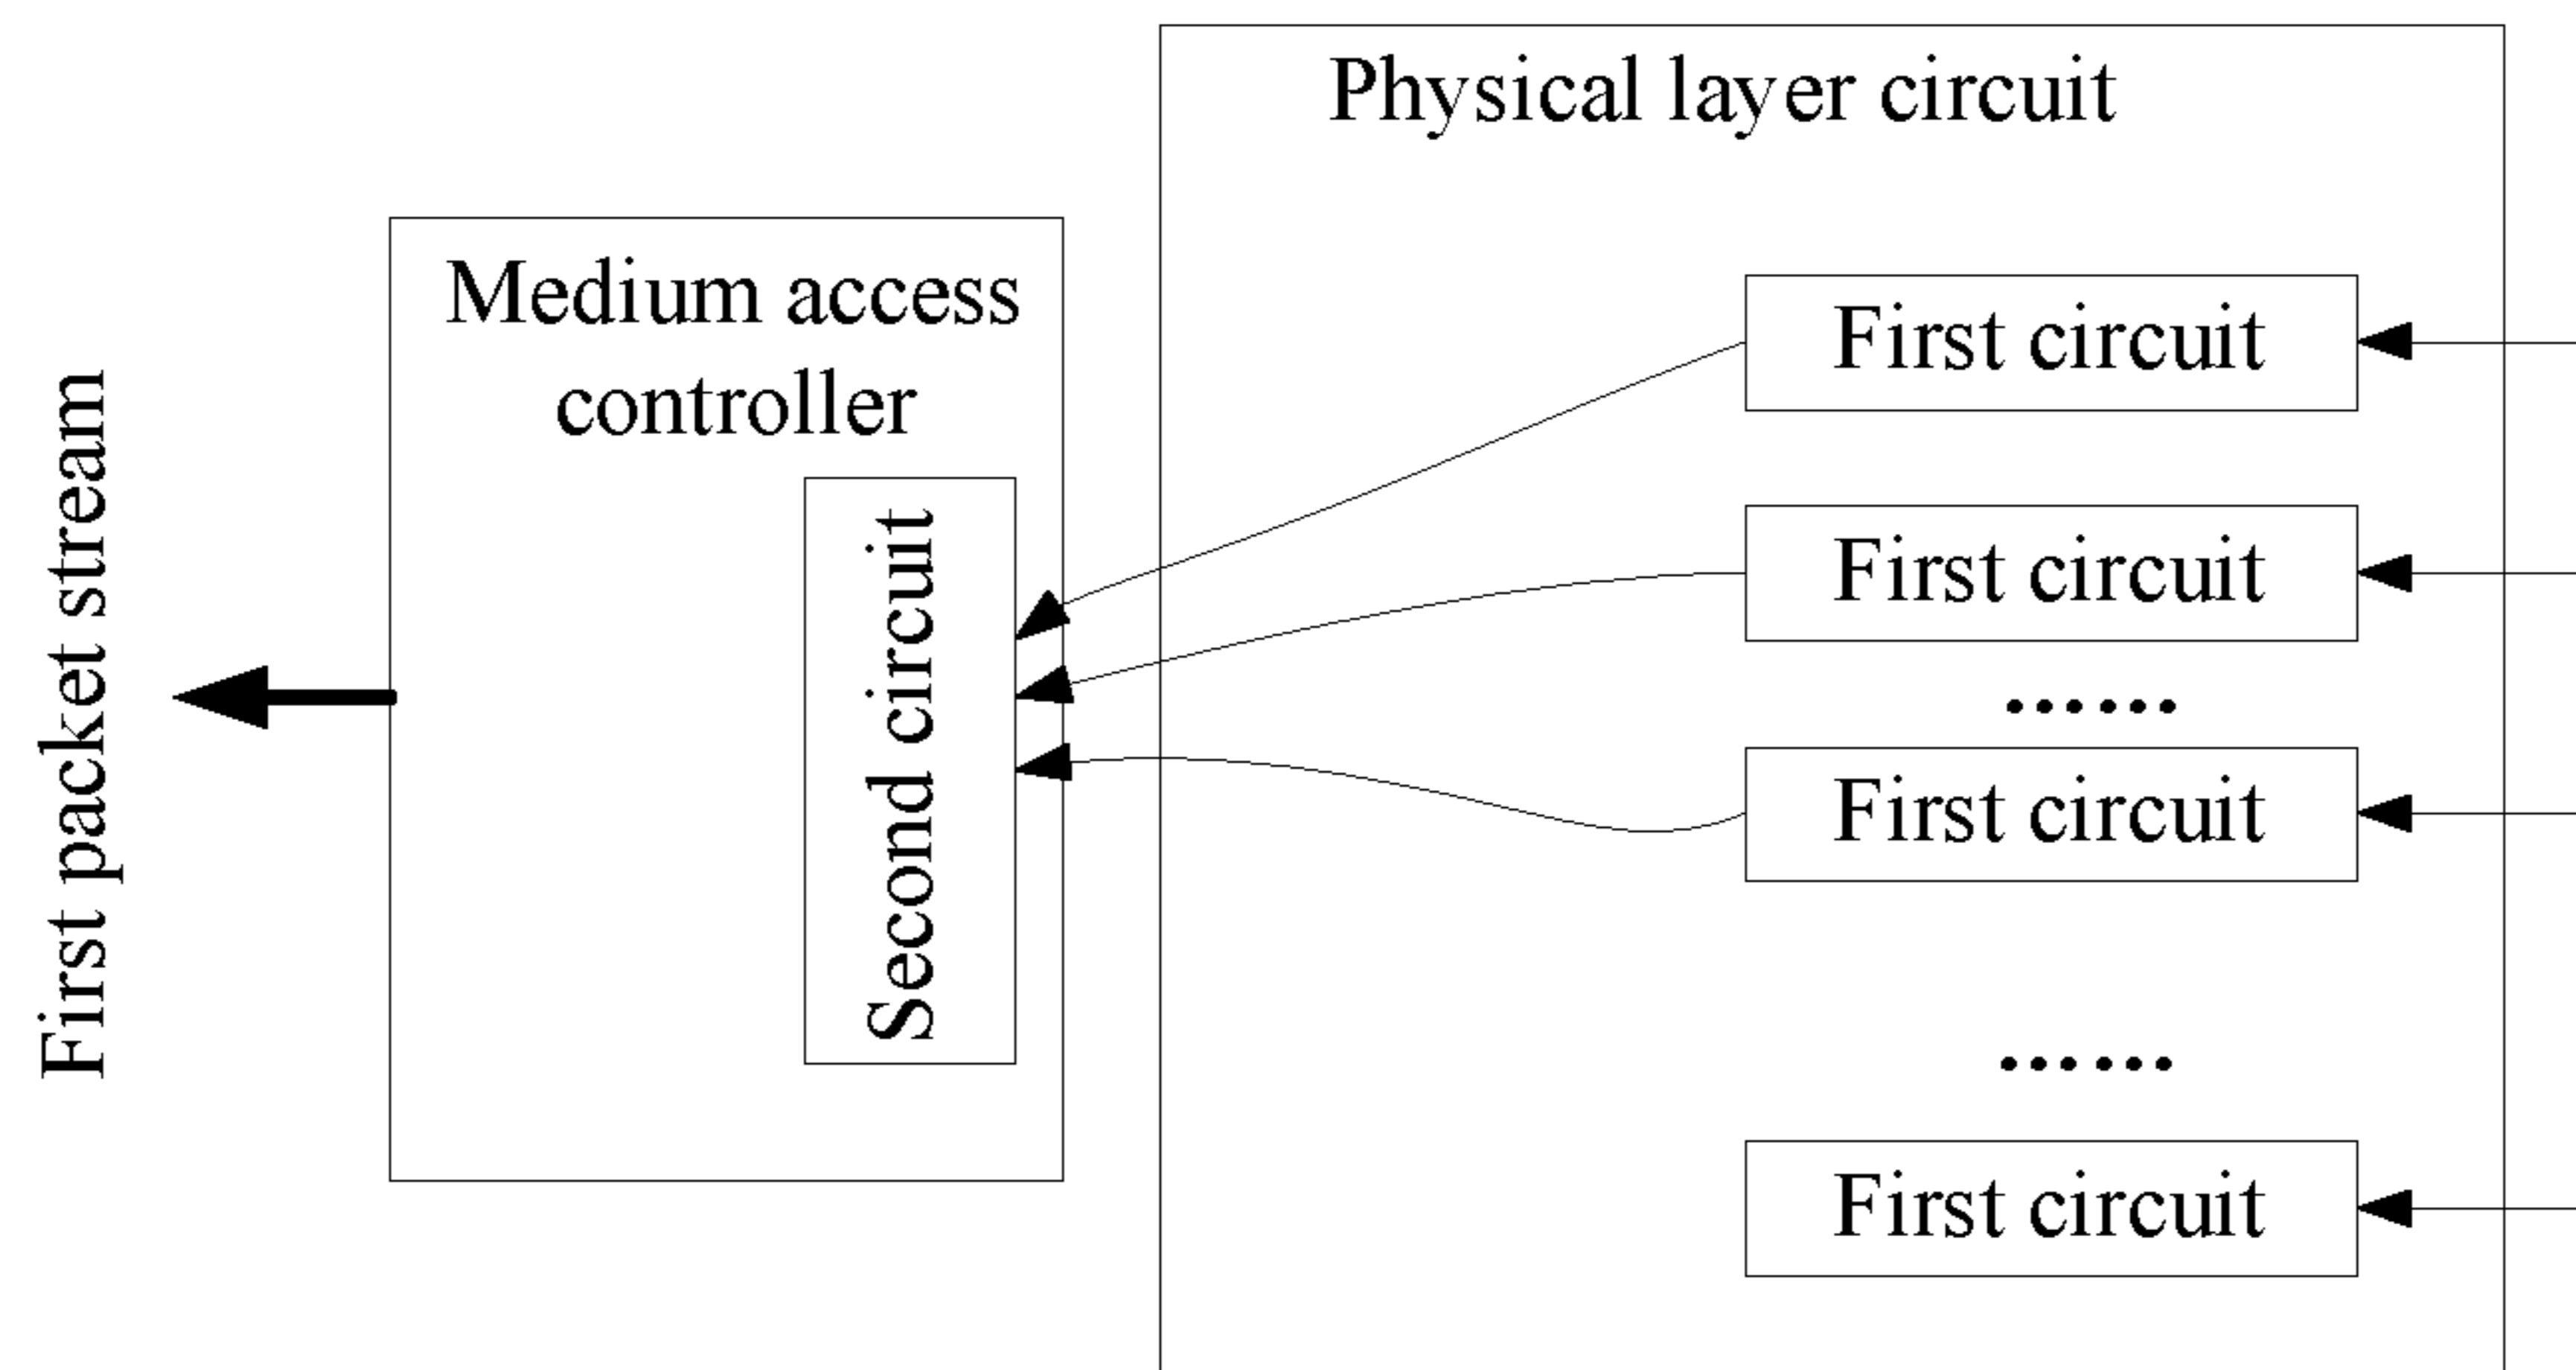 Physical layer circuit
Medium access
controller
First packet stream
Second circuit
First circuit
First circuit
......
First circuit
......
First circuit